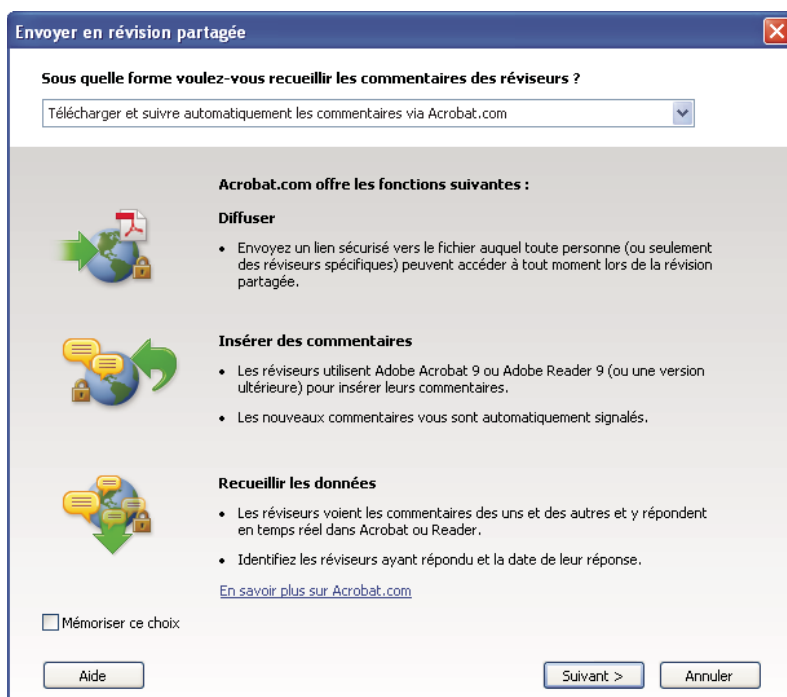 Envoyer en révision partagée
Sous quelle forme voulez-vous recueillir les commentaires des réviseurs ?
Télécharger et suivre automatiquement les commentaires via Acrobat.com
Acrobat.com offre les fonctions suivantes :
Diffuser
• Envoyez un lien sécurisé vers le fichier auquel toute personne (ou seulement
des réviseurs spécifiques) peuvent accéder à tout moment lors de la révision
partagée.
Insérer des commentaires
• Les réviseurs utilisent Adobe Acrobat 9 ou Adobe Reader 9 (ou une version
ultérieure) pour insérer leurs commentaires.
• Les nouveaux commentaires vous sont automatiquement signalés.
Recueillir les données
• Les réviseurs voient les commentaires des uns et des autres et y répondent
en temps réel dans Acrobat ou Reader.
• Identifiez les réviseurs ayant répondu et la date de leur réponse.
En savoir plus sur Acrobat.com
Mémoriser ce choix
Aide
Suivant >
Annuler